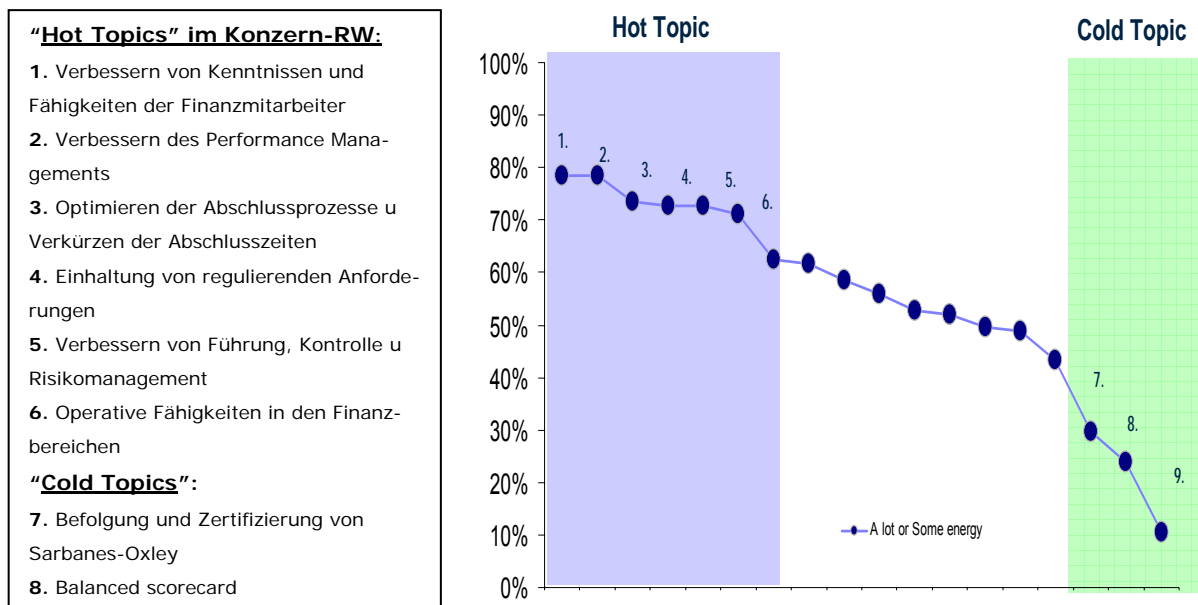 “Hot Topics” im Konzern-RW:
1. Verbessern von Kenntnissen und
Fähigkeiten der Finanzmitarbeiter
2. Verbessern des Performance Mana-
gements
3. Optimieren der Abschlussprozesse u
Verkürzen der Abschlusszeiten
4. Einhaltung von regulierenden Anforde-
rungen
5. Verbessern von Führung, Kontrolle u
Risikomanagement
6. Operative Fähigkeiten in den Finanz-
bereichen
“Cold Topics”:
7. Befolgung und Zertifizierung von
Sarbanes-Oxley
8. Balanced scorecard
Hot Topic
Cold Topic
100%
90%
80%
70%
60%
50%
40%
30%
20%
10%
0%
1.
2.
3.
4.
5.
6.
7.
8.
9.
A lot or Some energy